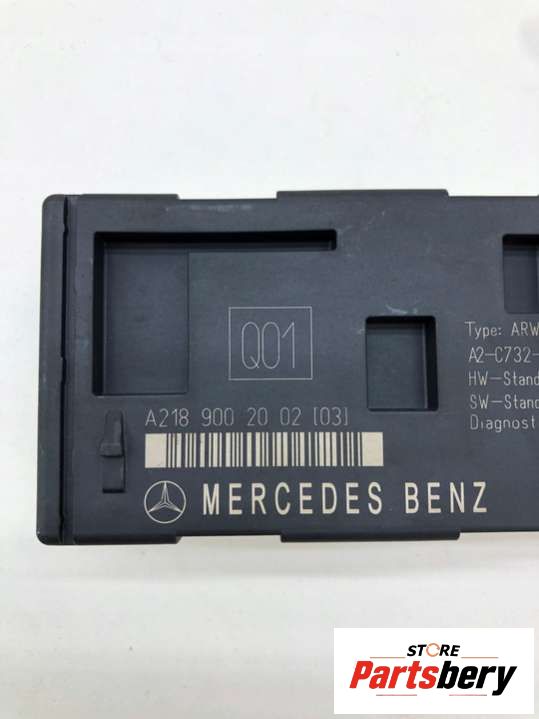 Q01
Type: ARW
A2-C732-
HW-Stand
SW-Stand
Diagnost
A218 900 20 02 [03]
MERCEDES BENZ
STORE
Partsbery